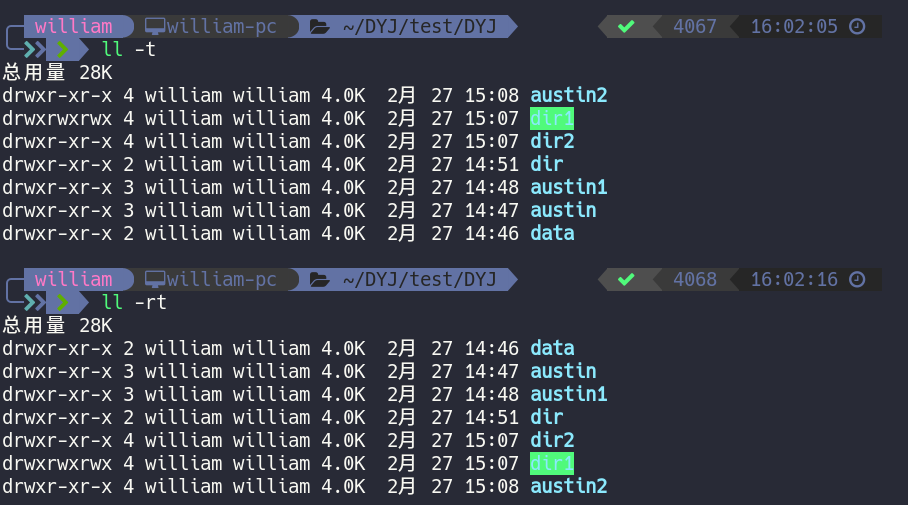 william william-pc ~/DYJ/test/DYJ 4067 16:02:05
ll -t
总用量 28K
drwxr-xr-x 4 william william 4.0K 2月 27 15:08 austin2
drwxrwxrwx 4 william william 4.0K 2月 27 15:07 dir1
drwxr-xr-x 4 william william 4.0K 2月 27 15:07 dir2
drwxr-xr-x 2 william william 4.0K 2月 27 14:51 dir
drwxr-xr-x 3 william william 4.0K 2月 27 14:48 austin1
drwxr-xr-x 3 william william 4.0K 2月 27 14:47 austin
drwxr-xr-x 2 william william 4.0K 2月 27 14:46 data
william william-pc ~/DYJ/test/DYJ 4068 16:02:16
ll -rt
总用量 28K
drwxr-xr-x 2 william william 4.0K 2月 27 14:46 data
drwxr-xr-x 3 william william 4.0K 2月 27 14:47 austin
drwxr-xr-x 3 william william 4.0K 2月 27 14:48 austin1
drwxr-xr-x 2 william william 4.0K 2月 27 14:51 dir
drwxr-xr-x 4 william william 4.0K 2月 27 15:07 dir2
drwxrwxrwx 4 william william 4.0K 2月 27 15:07 dir1
drwxr-xr-x 4 william william 4.0K 2月 27 15:08 austin2